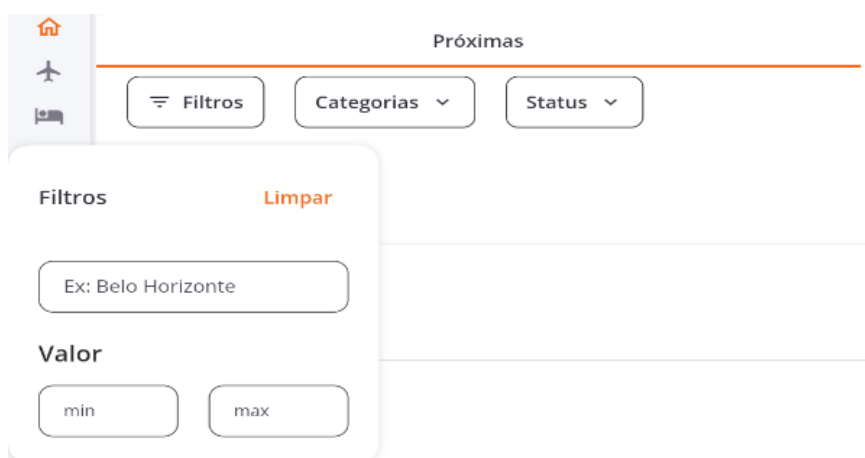 Próximas
Filtros Categorias Status
Filtros Limpar
Ex: Belo Horizonte
Valor
min max